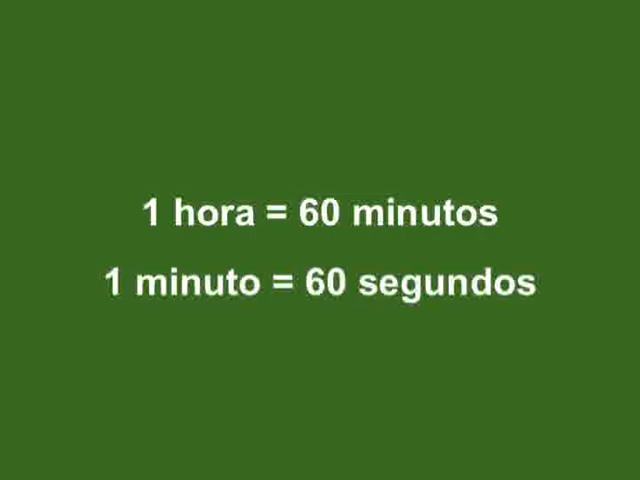 1 hora = 60 minutos
1 minuto = 60 segundos